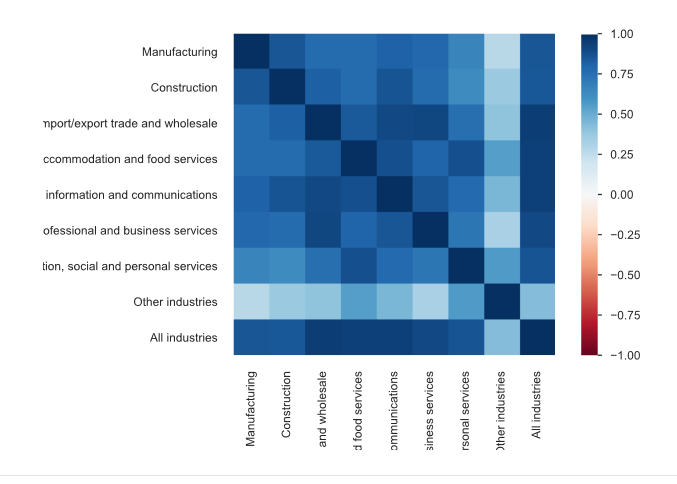 Manufacturing
Construction
import/export trade and wholesale
ccommodation and food services
information and communications
ofessional and business services
tion, social and personal services
Other industries
All industries
1.00
0.75
0.50
0.25
0.00
−0.25
−0.50
−0.75
−1.00
Manufacturing
Construction
and wholesale
d food services
ommunications
siness services
rsonal services
Other industries
All industries